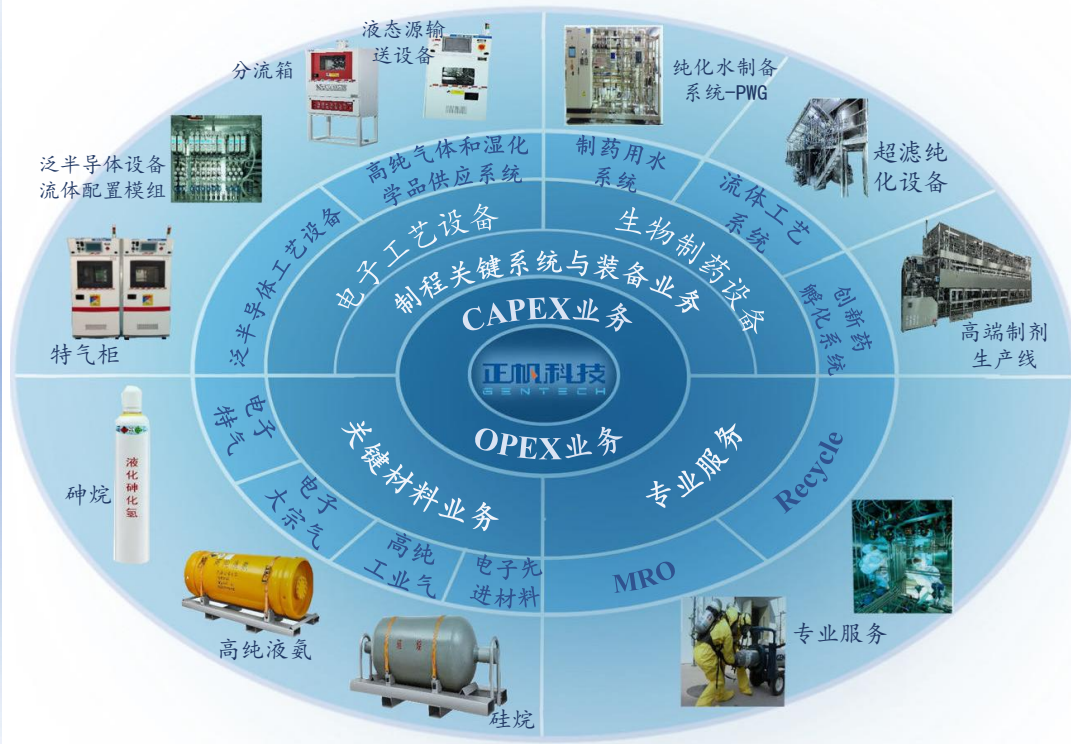 液态源输
送设备
分流箱
纯化水制备
系统-PWG
泛半导体设备
流体配置模组
超滤纯
化设备
高纯气体和湿化
学品供应系统
制药用水
系统
流体工艺
系统
泛半导体工艺设备
创新药
孵化系统
电子工艺设备
生物制药设备
制程关键系统与装备业务
CAPEX业务
特气柜
高端制剂
生产线
正帆科技
GENTECH
OPEX业务
关键材料业务
专业服务
电子
特气
电子
大宗气
高纯
工业气
电子先
进材料
MRO
Recycle
砷烷
液化砷化氢
高纯液氨
硅烷
专业服务